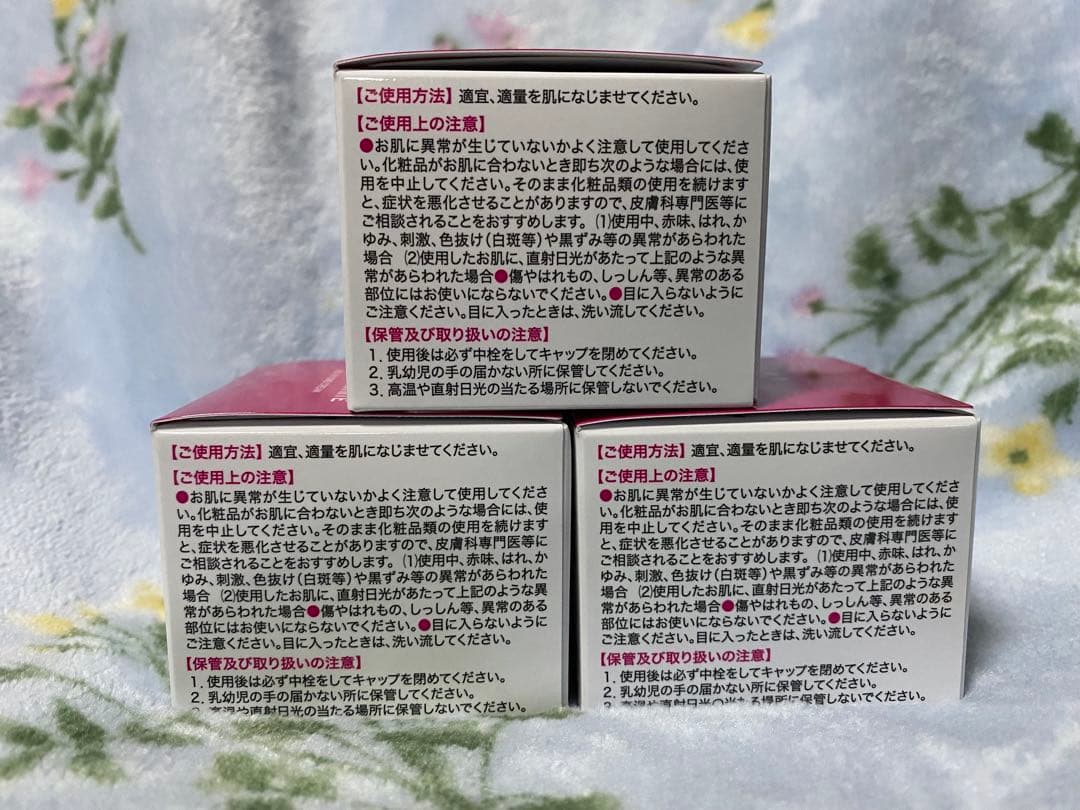 【ご使用方法】適宜、適量を肌になじませてください。
【ご使用上の注意】
●お肌に異常が生じていないかよく注意して使用してくださ
い。化粧品がお肌に合わないとき即ち次のような場合には、使
用を中止してください。そのまま化粧品類の使用を続けます
と、症状を悪化させることがありますので、皮膚科専門医等に
ご相談されることをおすすめします。(1)使用中、赤味、はれ、か
ゆみ、刺激、色抜け(白斑等)や黒ずみ等の異常があらわれた
場合 (2)使用したお肌に、直射日光があたって上記のような異
常があらわれた場合●傷やはれもの、しっしん等、異常のある
部位にはお使いにならないでください。●目に入らないように
ご注意ください。目に入ったときは、洗い流してください。
【保管及び取り扱いの注意】
1. 使用後は必ず中栓をしてキャップを閉めてください。
2. 乳幼児の手の届かない所に保管してください。
3. 高温や直射日光の当たる場所に保管しないでください。
【ご使用方法】適宜、適量を肌になじませてください。
【ご使用上の注意】
●お肌に異常が生じていないかよく注意して使用してくださ
い。化粧品がお肌に合わないとき即ち次のような場合には、使
用を中止してください。そのまま化粧品類の使用を続けます
と、症状を悪化させることがありますので、皮膚科専門医等に
ご相談されることをおすすめします。(1)使用中、赤味、はれ、か
ゆみ、刺激、色抜け(白斑等)や黒ずみ等の異常があらわれた
場合 (2)使用したお肌に、直射日光があたって上記のような異
常があらわれた場合●傷やはれもの、しっしん等、異常のある
部位にはお使いにならないでください。●目に入らないように
ご注意ください。目に入ったときは、洗い流してください。
【保管及び取り扱いの注意】
1. 使用後は必ず中栓をしてキャップを閉めてください。
2. 乳幼児の手の届かない所に保管してください。
3. 高温や直射日光の当たる場所に保管しないでください。
【ご使用方法】適宜、適量を肌になじませてください。
【ご使用上の注意】
●お肌に異常が生じていないかよく注意して使用してくださ
い。化粧品がお肌に合わないとき即ち次のような場合には、使
用を中止してください。そのまま化粧品類の使用を続けます
と、症状を悪化させることがありますので、皮膚科専門医等に
ご相談されることをおすすめします。(1)使用中、赤味、はれ、か
ゆみ、刺激、色抜け(白斑等)や黒ずみ等の異常があらわれた
場合 (2)使用したお肌に、直射日光があたって上記のような異
常があらわれた場合●傷やはれもの、しっしん等、異常のある
部位にはお使いにならないでください。●目に入らないように
ご注意ください。目に入ったときは、洗い流してください。
【保管及び取り扱いの注意】
1. 使用後は必ず中栓をしてキャップを閉めてください。
2. 乳幼児の手の届かない所に保管してください。
3. 高温や直射日光の当たる場所に保管しないでください。